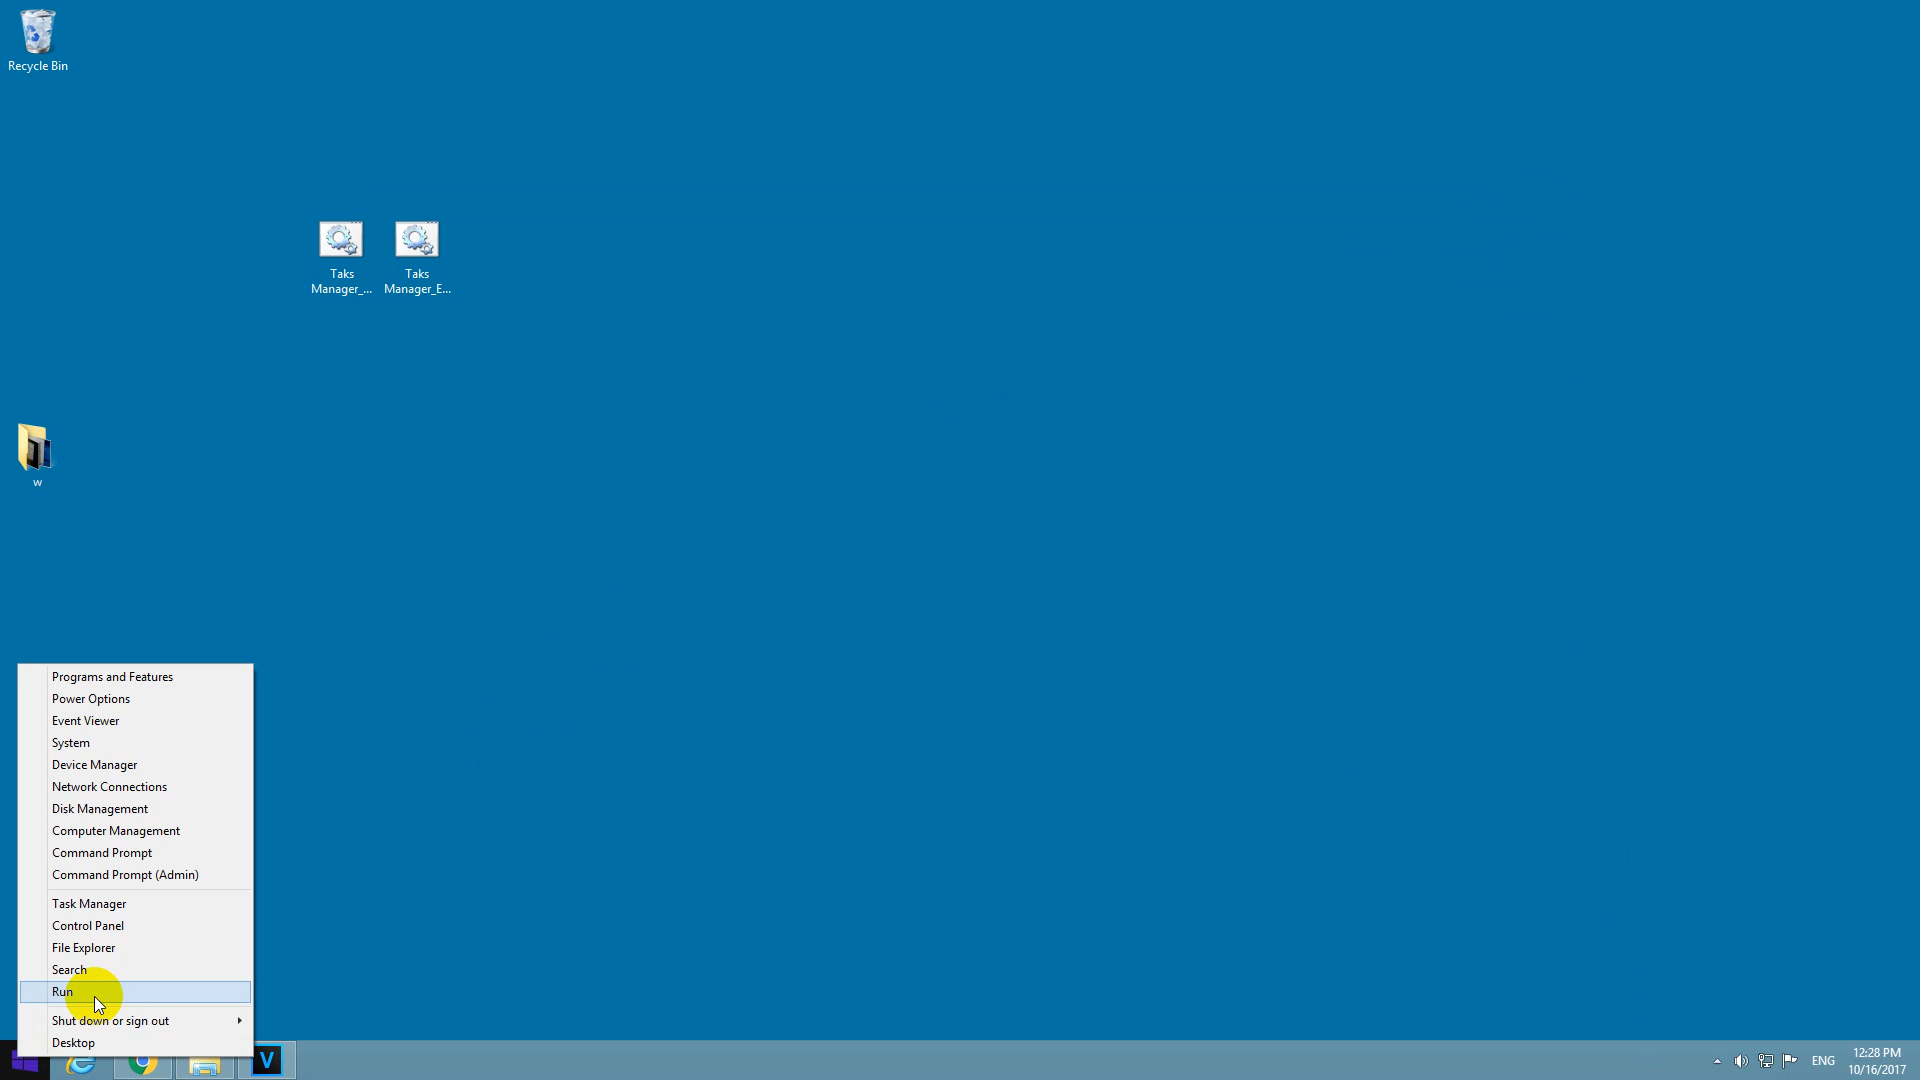 Recycle Bin
Taks
Manager_...
Taks
Manager_E...
w
Programs and Features
Power Options
Event Viewer
System
Device Manager
Network Connections
Disk Management
Computer Management
Command Prompt
Command Prompt (Admin)
Task Manager
Control Panel
File Explorer
Search
Run
Shut down or sign out
Desktop
V
ENG
12:28 PM
10/16/2017